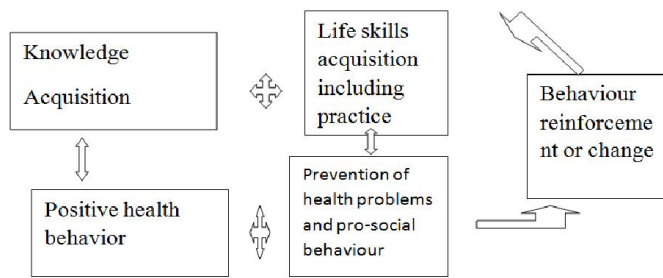 Knowledge
Acquisition
Life skills
acquisition
including
practice
Behaviour
reinforceme
nt or change
Positive health
behavior
Prevention of
health problems
and pro-social
behaviour